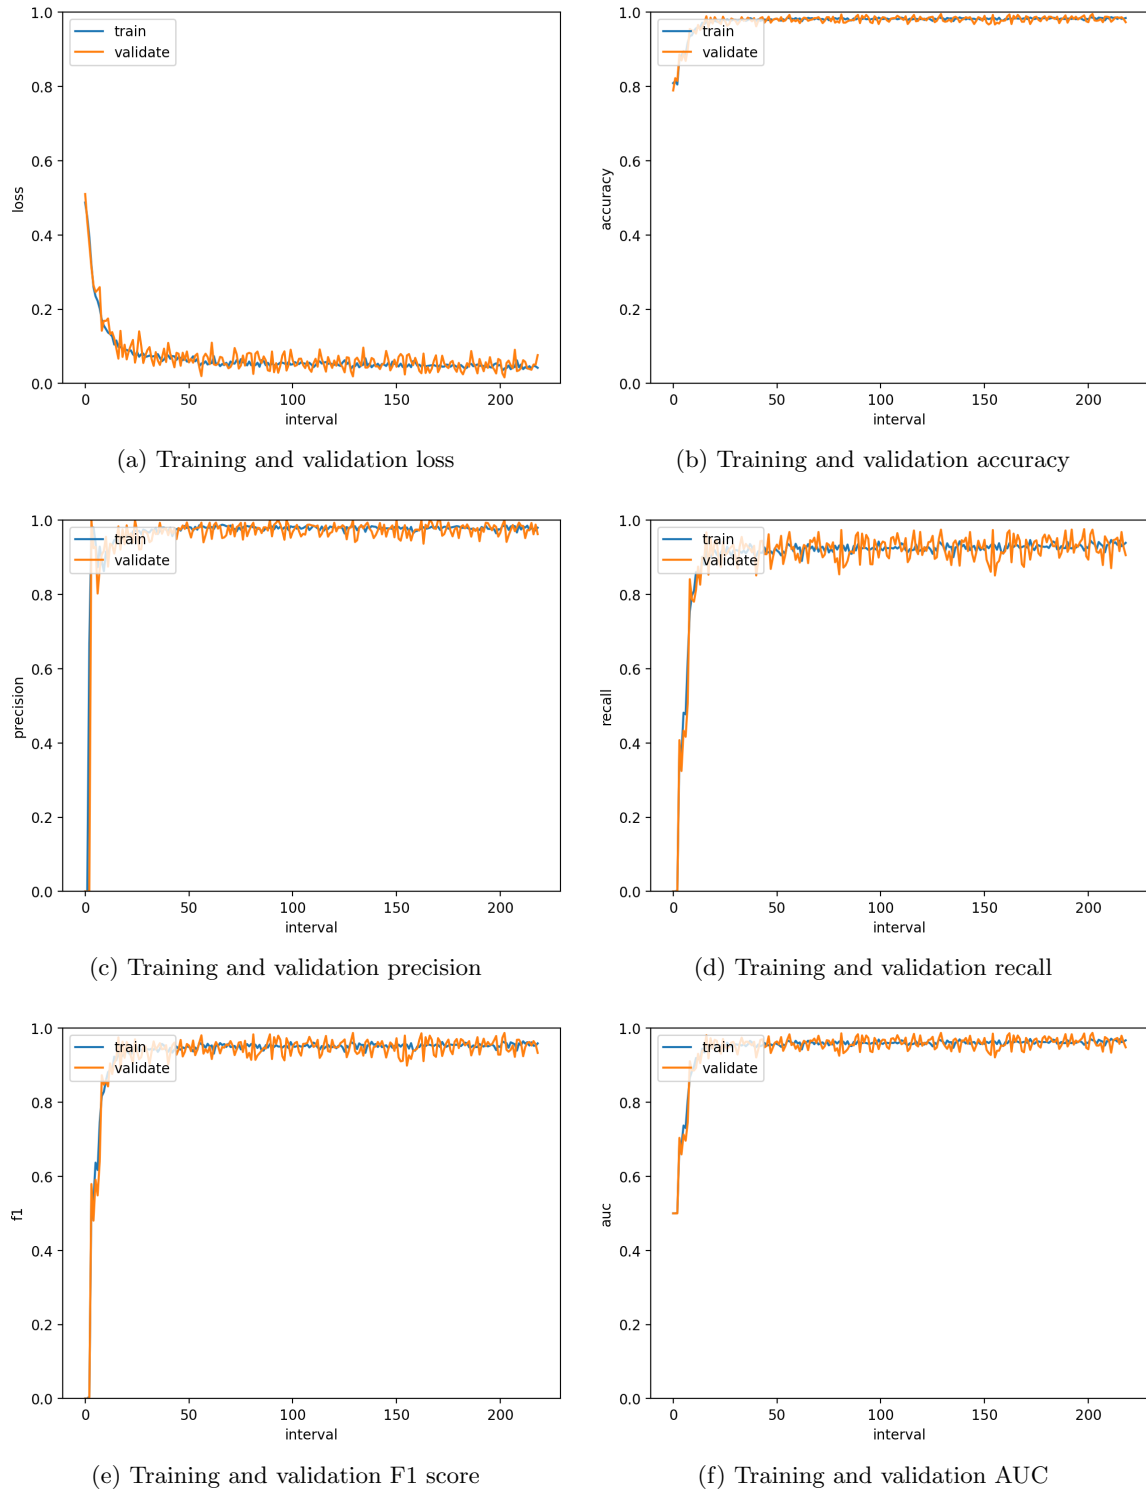 1.0
0.8
0.6
0.4
0.2
0.0
loss
train
validate
0 50 100 150 200
interval
(a) Training and validation loss
1.0
0.8
0.6
0.4
0.2
0.0
accuracy
train
validate
0 50 100 150 200
interval
(b) Training and validation accuracy
1.0
0.8
0.6
0.4
0.2
0.0
precision
train
validate
0 50 100 150 200
interval
(c) Training and validation precision
1.0
0.8
0.6
0.4
0.2
0.0
recall
train
validate
0 50 100 150 200
interval
(d) Training and validation recall
1.0
0.8
0.6
0.4
0.2
0.0
f1
train
validate
0 50 100 150 200
interval
(e) Training and validation F1 score
1.0
0.8
0.6
0.4
0.2
0.0
auc
train
validate
0 50 100 150 200
interval
(f) Training and validation AUC